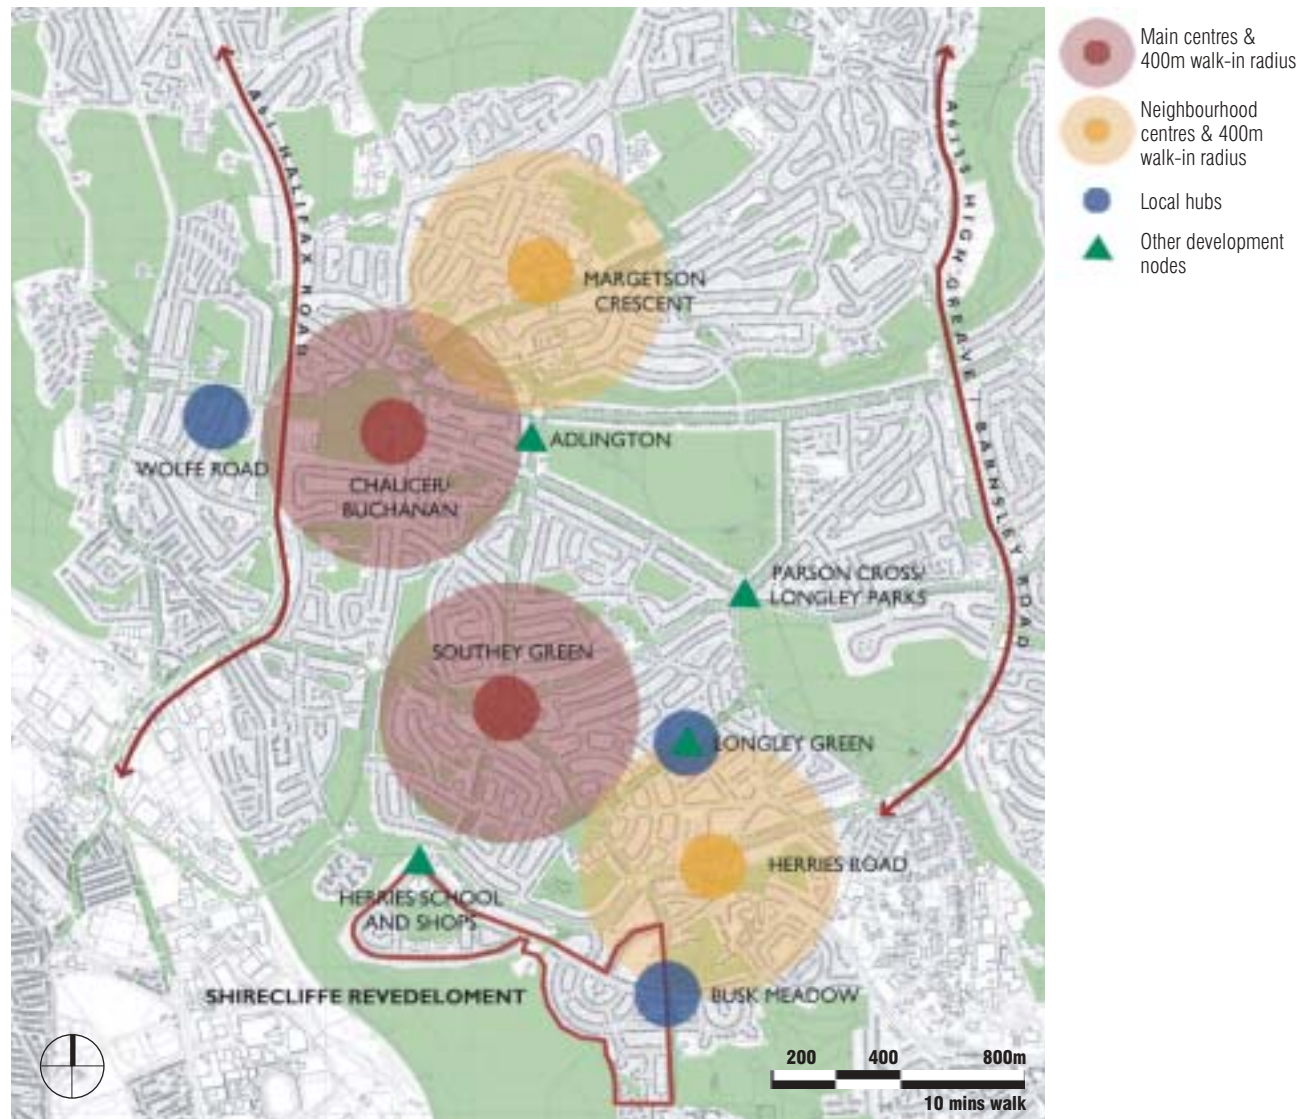 Main centres &
400m walk-in radius
Neighbourhood
centres & 400m
walk-in radius
Local hubs
Other development
nodes
A61 HALIFAX ROAD
A6135 HIGH GREAVE / BARNSLEY ROAD
MARGETSON
CRESCENT
WOLFE ROAD
CHAUCER/
BUCHANAN
ADLINGTON
PARSON CROSS/
LONGLEY PARKS
SOUTHEY GREEN
LONGLEY GREEN
HERRIES ROAD
HERRIES SCHOOL
AND SHOPS
SHIRECLIFFE REVEDELOMENT
BUSK MEADOW
200 400 800m
10 mins walk